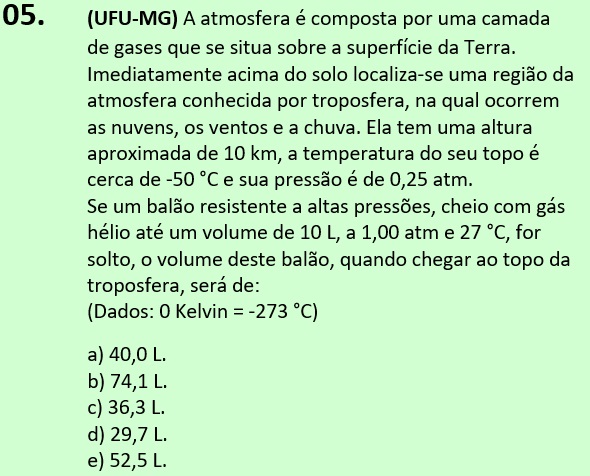 05. (UFU-MG) A atmosfera é composta por uma camada
de gases que se situa sobre a superfície da Terra.
Imediatamente acima do solo localiza-se uma região da
atmosfera conhecida por troposfera, na qual ocorrem
as nuvens, os ventos e a chuva. Ela tem uma altura
aproximada de 10 km, a temperatura do seu topo é
cerca de -50 °C e sua pressão é de 0,25 atm.
Se um balão resistente a altas pressões, cheio com gás
hélio até um volume de 10 L, a 1,00 atm e 27 °C, for
solto, o volume deste balão, quando chegar ao topo da
troposfera, será de:
(Dados: 0 Kelvin = -273 °C)
a) 40,0 L.
b) 74,1 L.
c) 36,3 L.
d) 29,7 L.
e) 52,5 L.